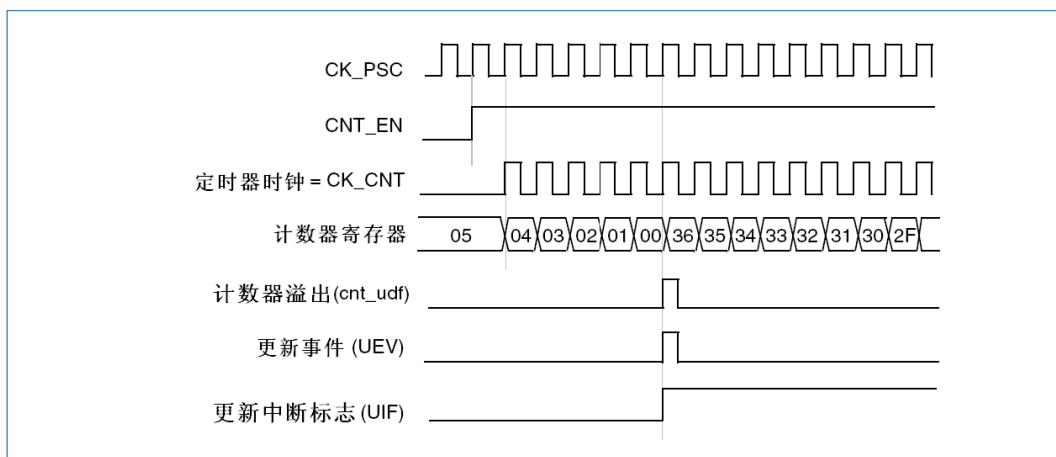 CK_PSC
CNT_EN
定时器时钟 = CK_CNT
计数器寄存器 05 04 03 02 01 00 36 35 34 33 32 31 30 2F
计数器溢出(cnt_udf)
更新事件 (UEV)
更新中断标志 (UIF)